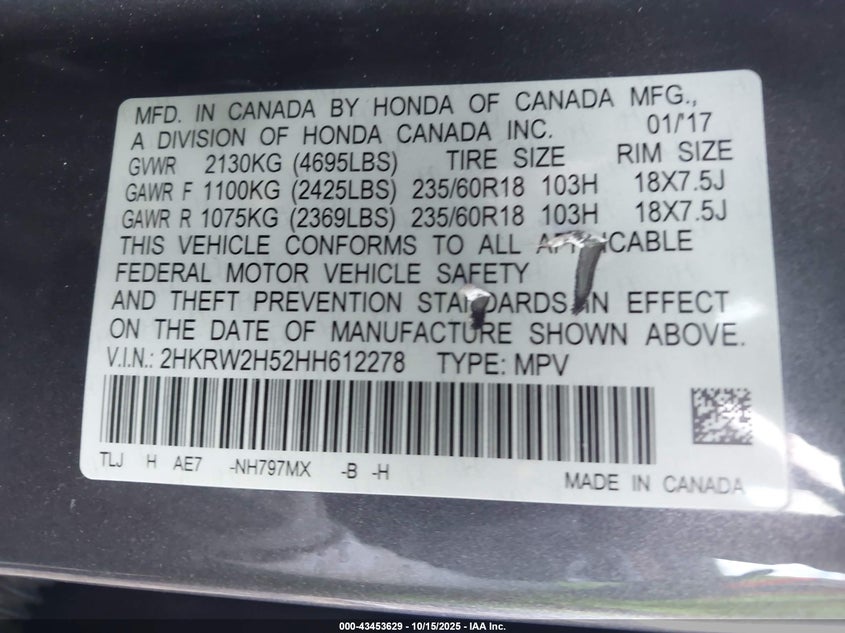 MFD. IN CANADA BY HONDA OF CANADA MFG.,
A DIVISION OF HONDA CANADA INC. 01/'17
GVWR 2130KG (4695LBS) TIRE SIZE RIM SIZE
GAWR F 1100KG (2425LBS) 235/60R18 103H 18X7.5J
GAWR R 1075KG (2369LBS) 235/60R18 103H 18X7.5J
THIS VEHICLE CONFORMS TO ALL APPLICABLE
FEDERAL MOTOR VEHICLE SAFETY
AND THEFT PREVENTION STANDARDS IN EFFECT
ON THE DATE OF MANUFACTURE SHOWN ABOVE.
V.I.N.: 2HKRW2H52HH612278 TYPE: MPV
TLJ H AE7 -NH797MX -B -H
MADE IN CANADA
000-43453629 - 10/15/2025 - IAA Inc.